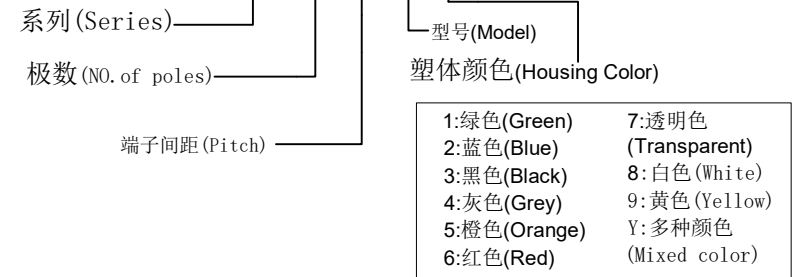 系列(Series)
型号(Model)
极数(NO.of poles)
塑体颜色(Housing Color)
端子间距(Pitch)
1:绿色(Green)
2:蓝色(Blue)
3:黑色(Black)
4:灰色(Grey)
5:橙色(Orange)
6:红色(Red)
7:透明色
(Transparent)
8:白色(White)
9:黄色(Yellow)
Y:多种颜色
(Mixed color)